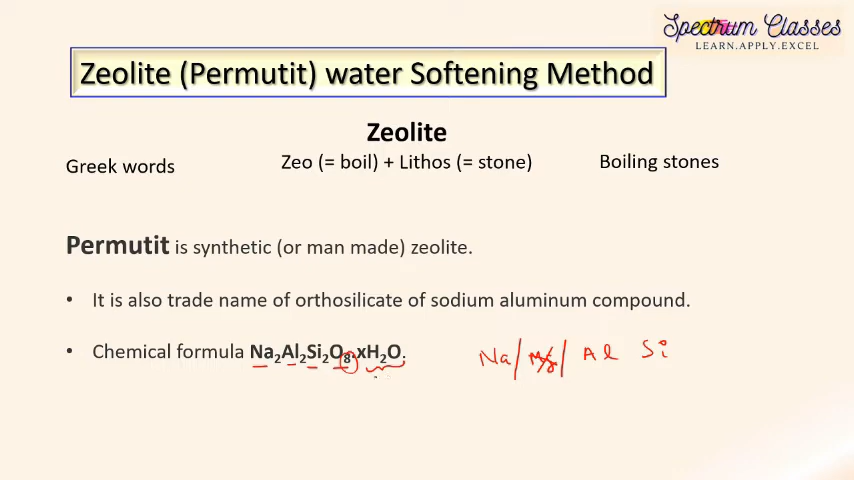 Spectrum Classes
LEARN.APPLY.EXCEL
Zeolite (Permutit) water Softening Method
Zeolite
Greek words Zeo (= boil) + Lithos (= stone) Boiling stones
Permutit is synthetic (or man made) zeolite.
• It is also trade name of orthosilicate of sodium aluminum compound.
• Chemical formula Na₂Al₂Si₂O₈.xH₂O. Na/ / Al Si